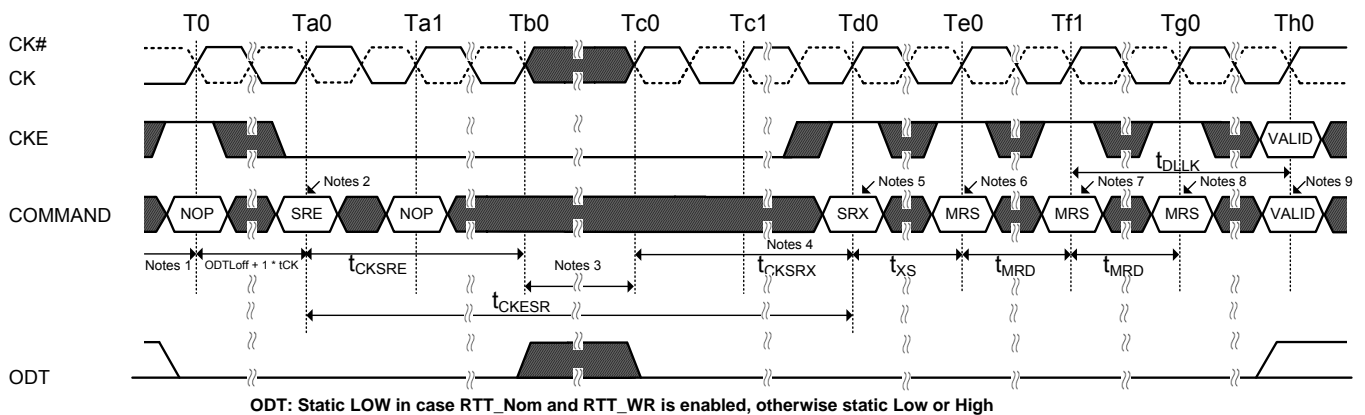 T0 Ta0 Ta1 Tb0 Tc0 Tc1 Td0 Te0 Tf1 Tg0 Th0
CK#
CK
CKE
VALID
tDLLK
Notes 2
Notes 5
Notes 6
Notes 7
Notes 8
Notes 9
COMMAND
NOP SRE NOP SRX MRS MRS MRS VALID
Notes 1
ODTLoff + 1 * tCK
tCKSRE
Notes 3
Notes 4
tCKSRX
tXS
tMRD
tMRD
tCKESR
ODT
ODT: Static LOW in case RTT_Nom and RTT_WR is enabled, otherwise static Low or High